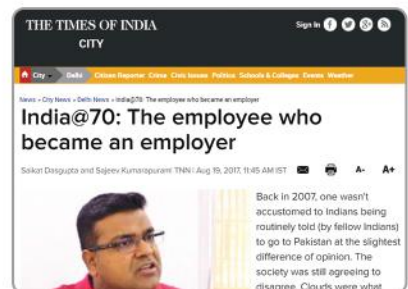 THE TIMES OF INDIA
Sign In
CITY
City Delhi Citizen Reporter Crime Civic Issues Politics Schools & Colleges Events Weather
News » City News » Delhi News » India@70: The employee who became an employer
India@70: The employee who
became an employer
Saikat Dasgupta and Sajeev Kumarapuram TNN | Aug 19, 2017, 11:45 AM IST A- A+
Back in 2007, one wasn't
accustomed to Indians being
routinely told (by fellow Indians)
to go to Pakistan at the slightest
difference of opinion. The
society was still agreeing to
disagree. Clouds were what